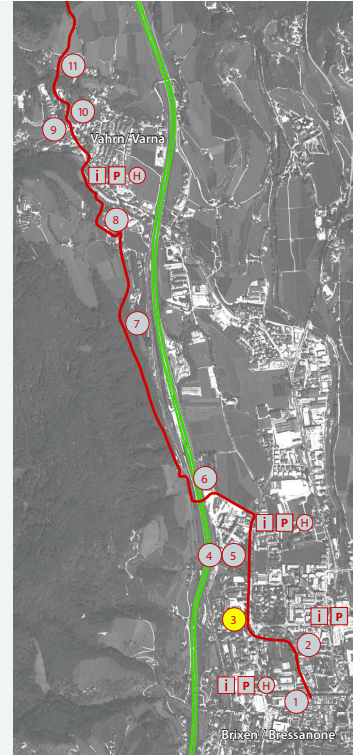 11
10
9
Vahrn/Varna
i P H
8
7
6
i P H
4 5
3
i P
2
i P H
1
Brixen / Bressanone